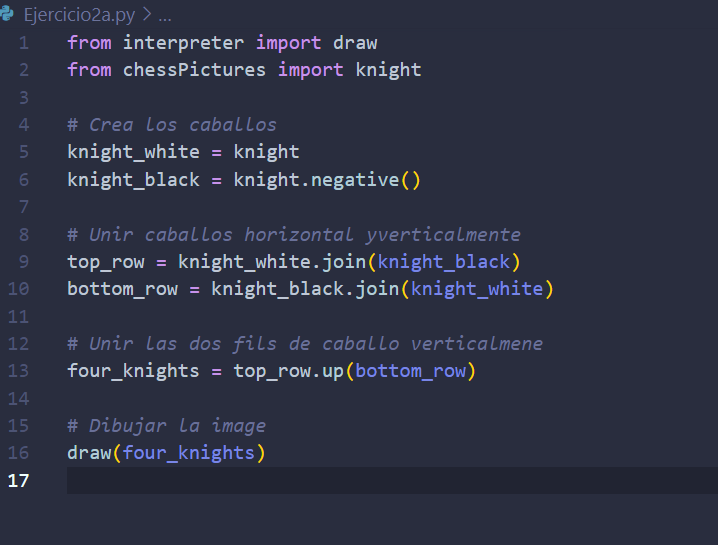 Ejercicio2a.py > ...
1 from interpreter import draw
2 from chessPictures import knight
3
4 # Crea los caballos
5 knight_white = knight
6 knight_black = knight.negative()
7
8 # Unir caballos horizontal yverticalmente
9 top_row = knight_white.join(knight_black)
10 bottom_row = knight_black.join(knight_white)
11
12 # Unir las dos fils de caballo verticalmene
13 four_knights = top_row.up(bottom_row)
14
15 # Dibujar la image
16 draw(four_knights)
17